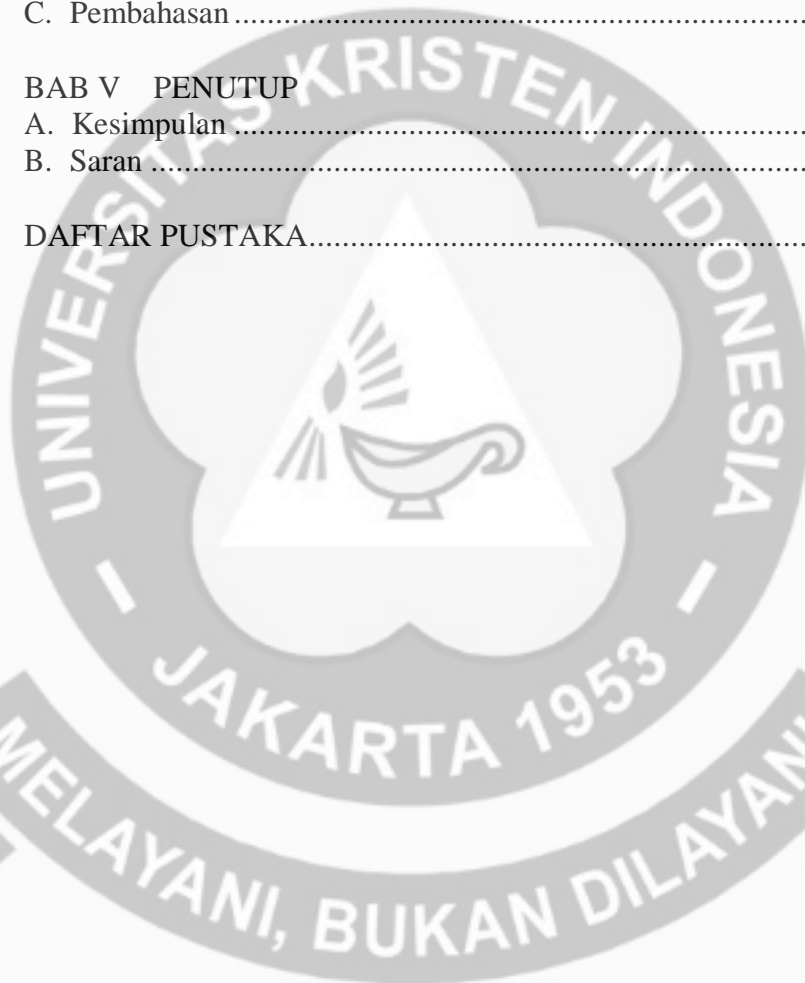 C. Pembahasan ....................................................................
BAB V PENUTUP
A. Kesimpulan ....................................................................
B. Saran ....................................................................
DAFTAR PUSTAKA....................................................................
UNIVERSITAS KRISTEN INDONESIA
JAKARTA 1953
MELAYANI, BUKAN DILAYANI